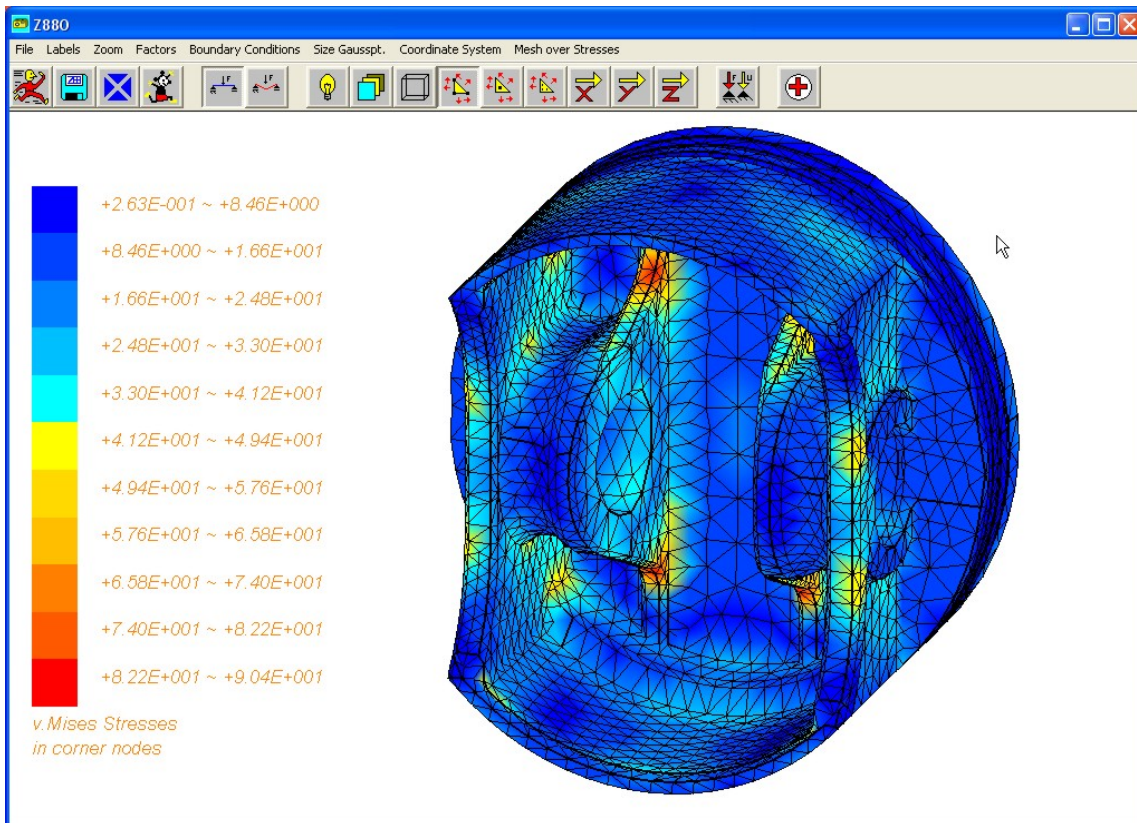 Z88O
File Labels Zoom Factors Boundary Conditions Size Gausspt. Coordinate System Mesh over Stresses
+2.63E-001 ~ +8.46E+000
+8.46E+000 ~ +1.66E+001
+1.66E+001 ~ +2.48E+001
+2.48E+001 ~ +3.30E+001
+3.30E+001 ~ +4.12E+001
+4.12E+001 ~ +4.94E+001
+4.94E+001 ~ +5.76E+001
+5.76E+001 ~ +6.58E+001
+6.58E+001 ~ +7.40E+001
+7.40E+001 ~ +8.22E+001
+8.22E+001 ~ +9.04E+001
v.Mises Stresses
in corner nodes